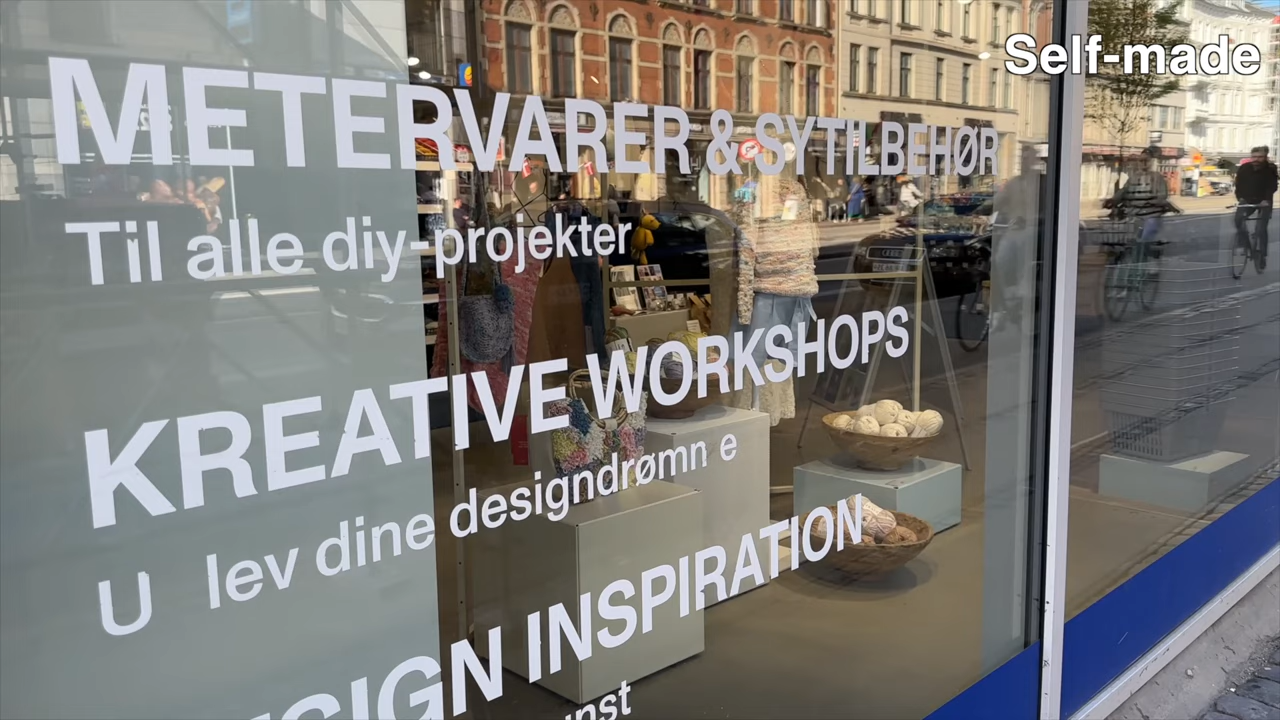 Self-made
METERVARER & SYTILBEHØR
Til alle diy-projekter
KREATIVE WORKSHOPS
U lev dine designdrømn e
SIGN INSPIRATION
unst